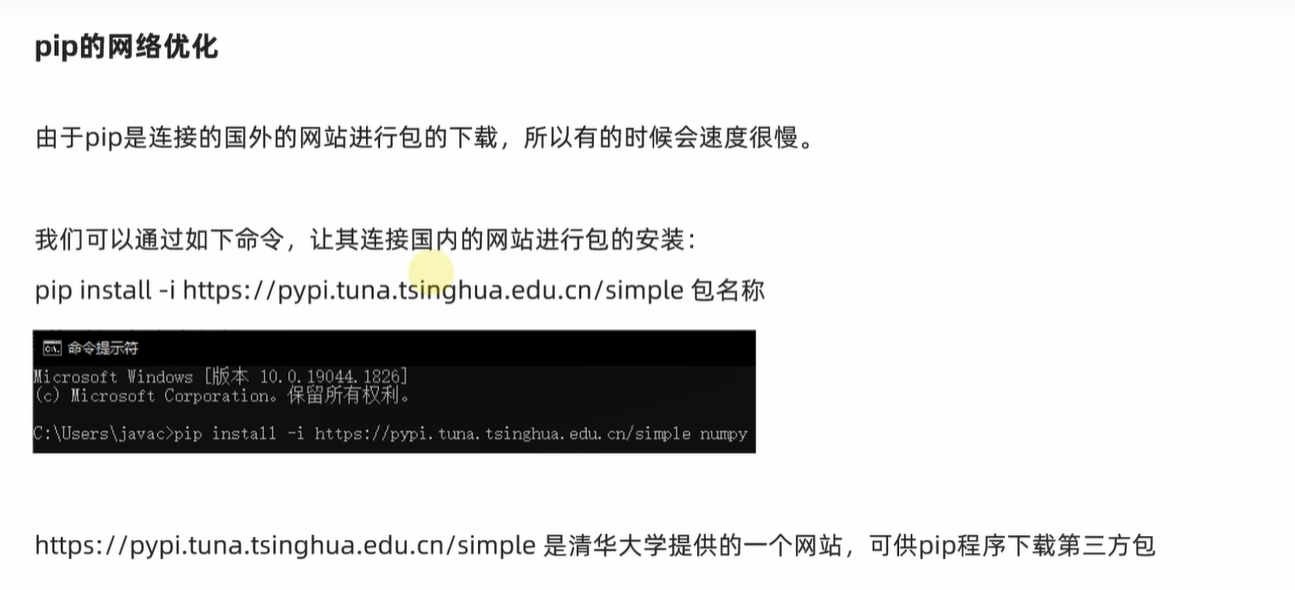 pip的网络优化
由于pip是连接的国外的网站进行包的下载，所以有的时候会速度很慢。
我们可以通过如下命令，让其连接国内的网站进行包的安装：
pip install -i https://pypi.tuna.tsinghua.edu.cn/simple 包名称
命令提示符
Microsoft Windows [版本 10.0.19044.1826]
(c) Microsoft Corporation。保留所有权利。
C:\Users\javac>pip install -i https://pypi.tuna.tsinghua.edu.cn/simple numpy
https://pypi.tuna.tsinghua.edu.cn/simple 是清华大学提供的一个网站，可供pip程序下载第三方包